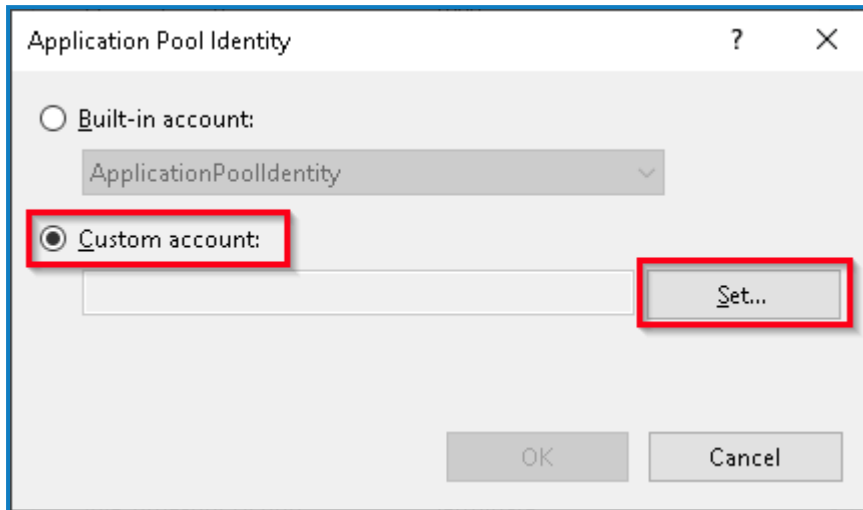 Application Pool Identity
?
Built-in account:
ApplicationPoolIdentity
Custom account:
Set...
OK
Cancel